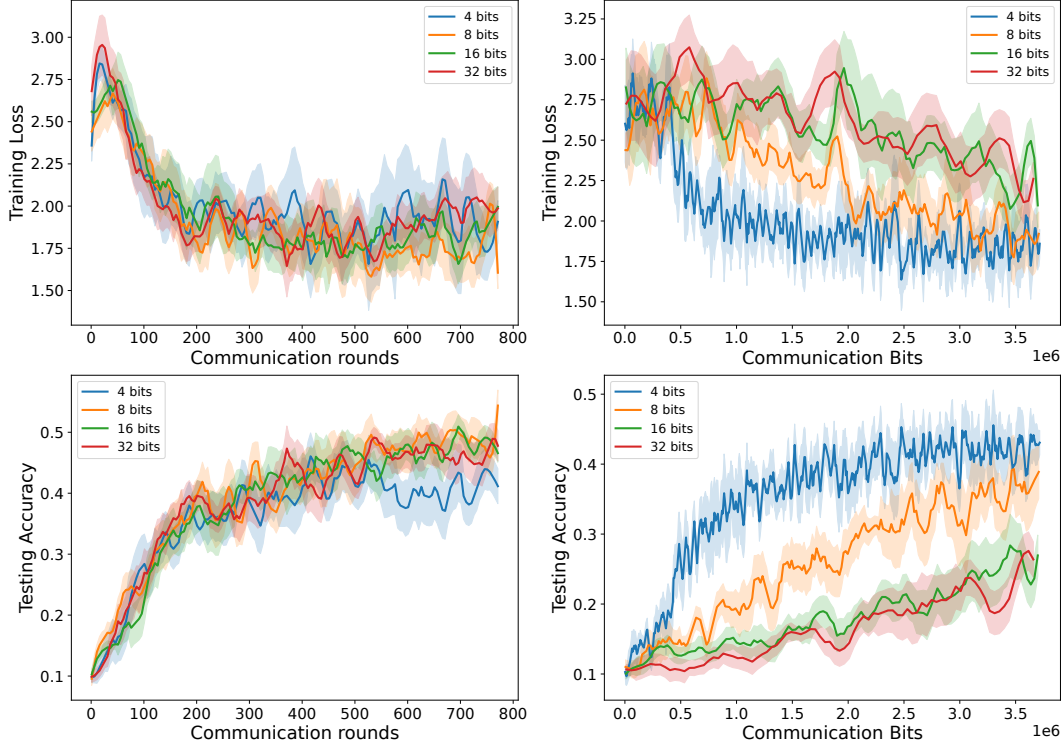 3.00
2.75
2.50
2.25
2.00
1.75
1.50
Training Loss
0 100 200 300 400 500 600 700 800
Communication rounds
4 bits
8 bits
16 bits
32 bits
3.25
3.00
2.75
2.50
2.25
2.00
1.75
1.50
Training Loss
0.0 0.5 1.0 1.5 2.0 2.5 3.0 3.5
1e6
Communication Bits
4 bits
8 bits
16 bits
32 bits
0.5
0.4
0.3
0.2
0.1
Testing Accuracy
0 100 200 300 400 500 600 700 800
Communication rounds
4 bits
8 bits
16 bits
32 bits
0.5
0.4
0.3
0.2
0.1
Testing Accuracy
0.0 0.5 1.0 1.5 2.0 2.5 3.0 3.5
1e6
Communication Bits
4 bits
8 bits
16 bits
32 bits